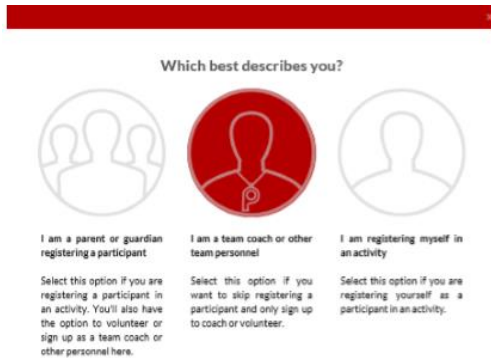 Which best describes you?
I am a parent or guardian
registering a participant
Select this option if you are
registering a participant in
an activity. You'll also have
the option to volunteer or
sign up as a team coach or
other personnel here.
I am a team coach or other
team personnel
Select this option if you
want to skip registering a
participant and only sign up
to coach or volunteer.
I am registering myself in
an activity
Select this option if you are
registering yourself as a
participant in an activity.